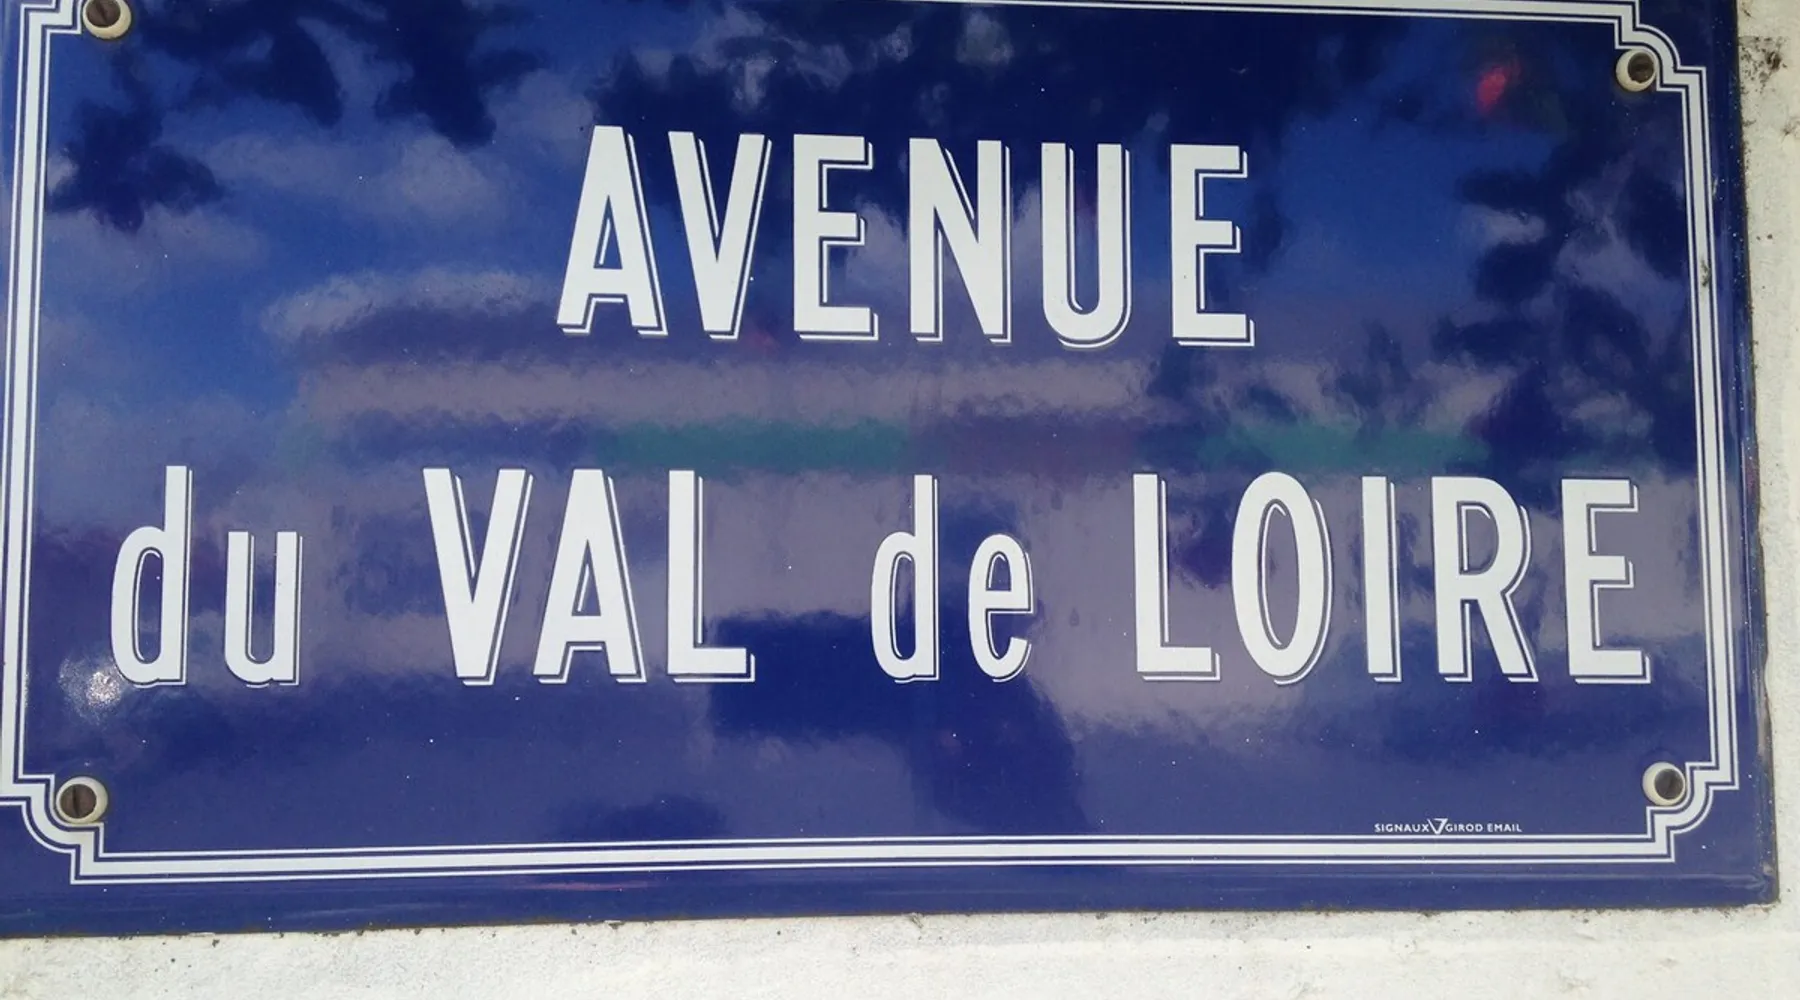 AVENUE
du VAL de LOIRE
SIGNAUX GIROD EMAIL